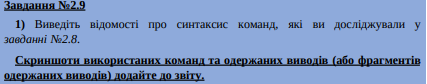 Завдання №2.9
1) Виведіть відомості про синтаксис команд, які ви досліджували у
завданні №2.8.
Скриншоти використаних команд та одержаних виводів (або фрагментів
одержаних виводів) додайте до звіту.